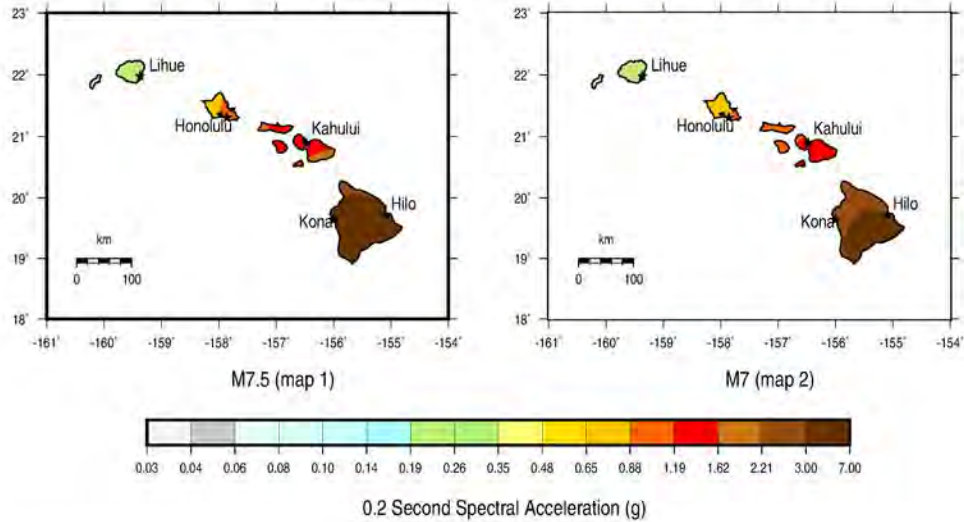 23˚ 23˚
Lihue Lihue
22˚ 22˚
Honolulu Honolulu
Kahului Kahului
21˚ 21˚
20˚ 20˚
Hilo Hilo
Kona Kona
km km
19˚ 19˚
0 100 0 100
18˚ 18˚
-161˚ -160˚ -159˚ -158˚ -157˚ -156˚ -155˚ -154˚ -161˚ -160˚ -159˚ -158˚ -157˚ -156˚ -155˚ -154˚
M7.5 (map 1) M7 (map 2)
0.03 0.04 0.06 0.08 0.10 0.14 0.19 0.26 0.35 0.48 0.65 0.88 1.19 1.62 2.21 3.00 7.00
0.2 Second Spectral Acceleration (g)